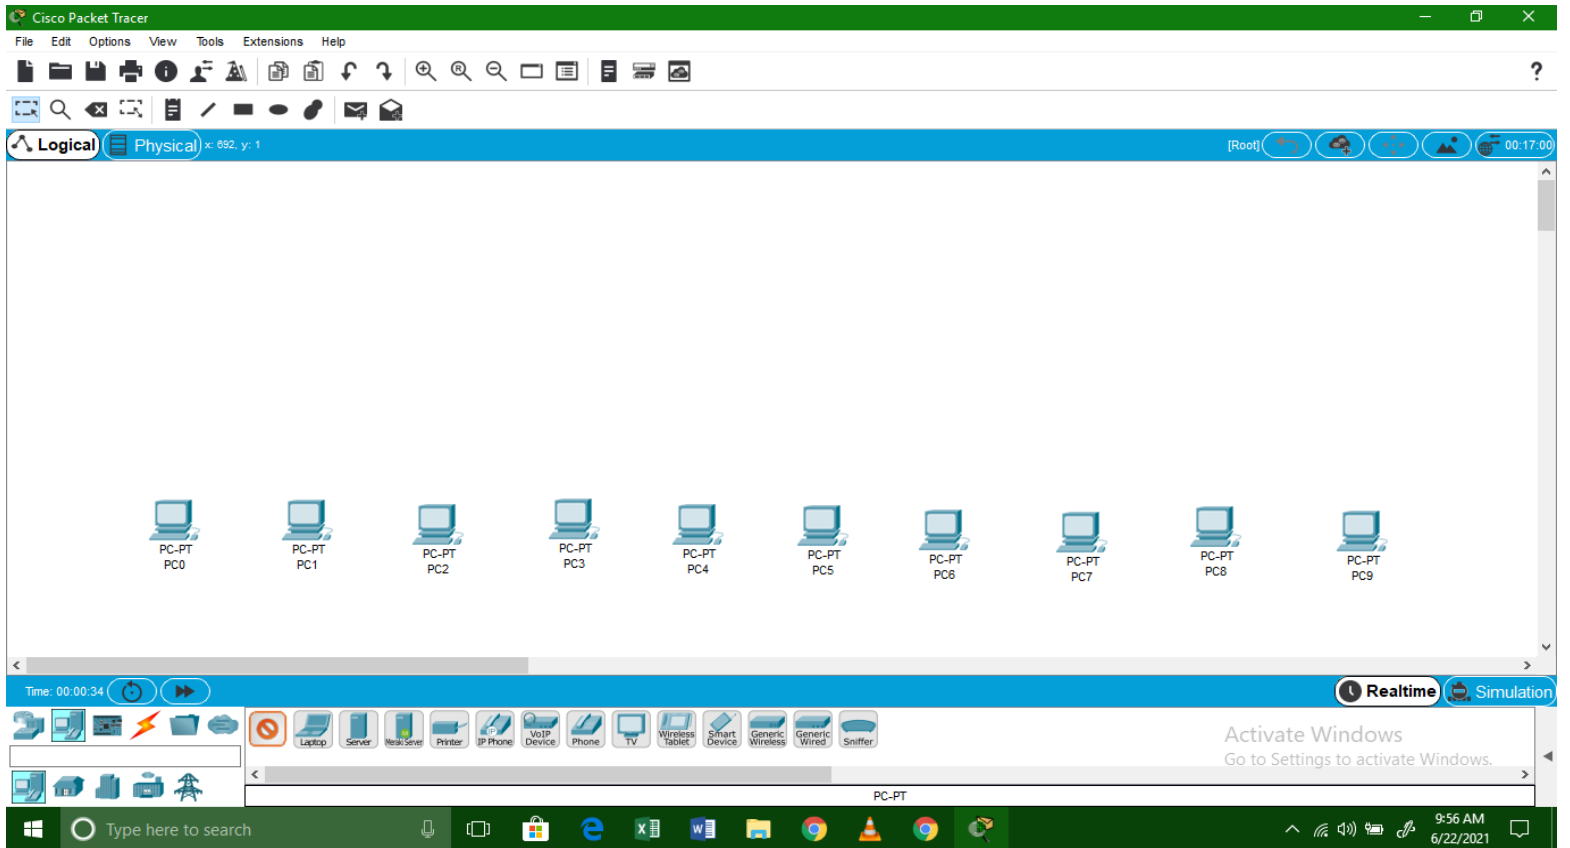 Cisco Packet Tracer
File Edit Options View Tools Extensions Help
?
Logical Physical x: 692, y: 1 [Root] 00:17:00
PC-PT
PC0
PC-PT
PC1
PC-PT
PC2
PC-PT
PC3
PC-PT
PC4
PC-PT
PC5
PC-PT
PC6
PC-PT
PC7
PC-PT
PC8
PC-PT
PC9
Time: 00:00:34 Realtime Simulation
Laptop
Server
Meraki Server
Printer
IP Phone
VoIP
Device
Phone
TV
Wireless
Tablet
Smart
Device
Generic
Wireless
Generic
Wired
Sniffer
Activate Windows
Go to Settings to activate Windows.
PC-PT
Type here to search
9:56 AM
6/22/2021